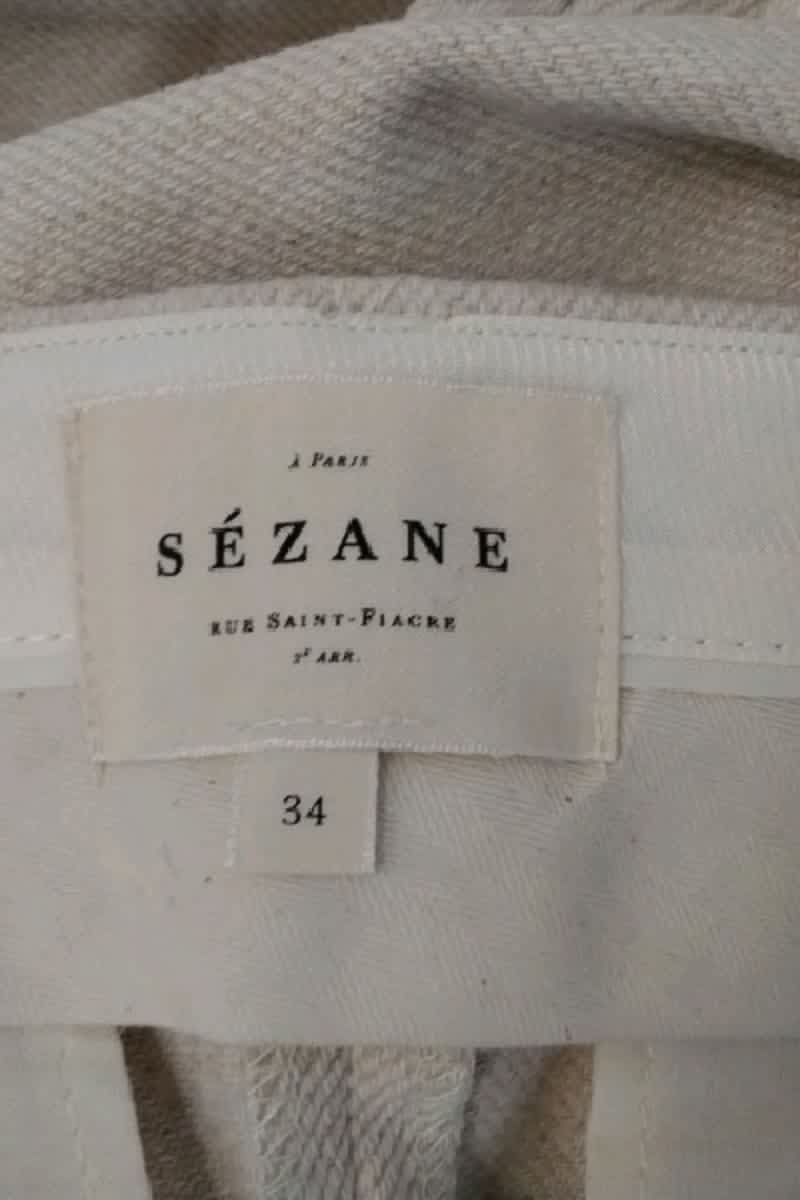 À PARIS
SÉZANE
RUE SAINT-FIACRE
2E ARR.
34